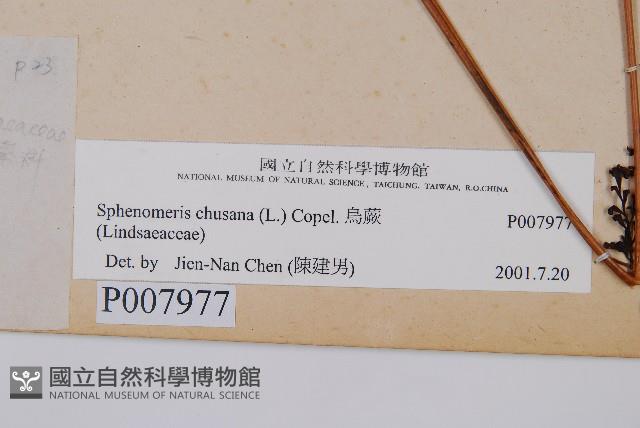 p 23
國立自然科學博物館
NATIONAL MUSEUM OF NATURAL SCIENCE, TAICHUNG, TAIWAN, R.O.CHINA
Sphenomeris chusana (L.) Copel. 烏蕨 P007977
(Lindsaeaceae)
Det. by Jien-Nan Chen (陳建男) 2001.7.20
P007977
國立自然科學博物館
NATIONAL MUSEUM OF NATURAL SCIENCE